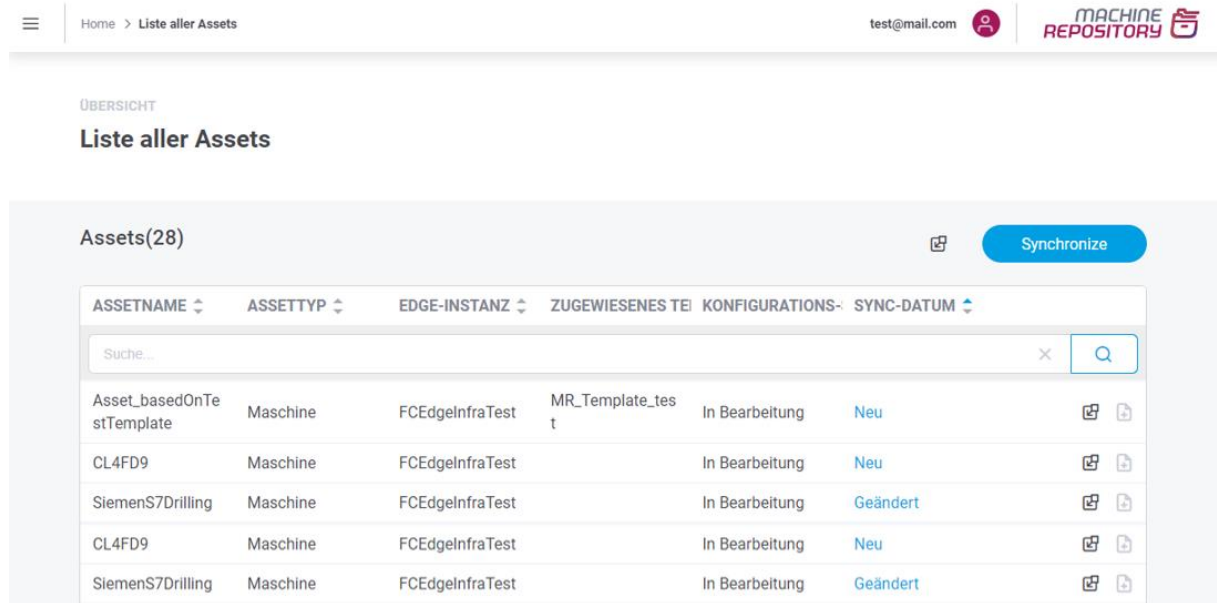 Home > Liste aller Assets
test@mail.com
MACHINE
REPOSITORY
ÜBERSICHT
Liste aller Assets
Assets(28)
Synchronize
ASSETNAME ASSETTYP EDGE-INSTANZ ZUGEWIESENES TEI KONFIGURATIONS- SYNC-DATUM
Suche...
Asset_basedOnTe
stTemplate
Maschine FCEdgeInfraTest
MR_Template_tes
t
In Bearbeitung Neu
CL4FD9 Maschine FCEdgeInfraTest In Bearbeitung Neu
SiemenS7Drilling Maschine FCEdgeInfraTest In Bearbeitung Geändert
CL4FD9 Maschine FCEdgeInfraTest In Bearbeitung Neu
SiemenS7Drilling Maschine FCEdgeInfraTest In Bearbeitung Geändert